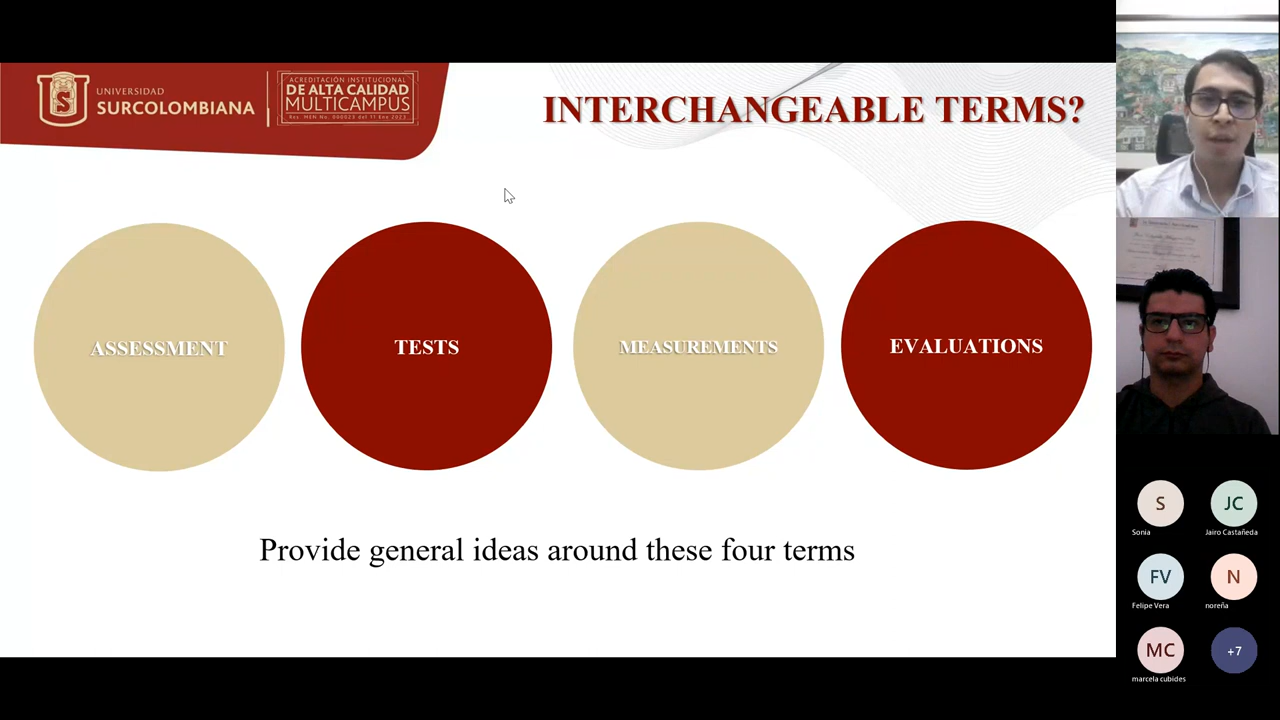 UNIVERSIDAD
SURCOLOMBIANA
ACREDITACIÓN INSTITUCIONAL
DE ALTA CALIDAD
MULTICAMPUS
INTERCHANGEABLE TERMS?
ASSESSMENT
TESTS
MEASUREMENTS
EVALUATIONS
Provide general ideas around these four terms
S
JC
Sonia
Jairo Castañeda
FV
N
Felipe Vera
noreña
MC
+7
marcela cubides